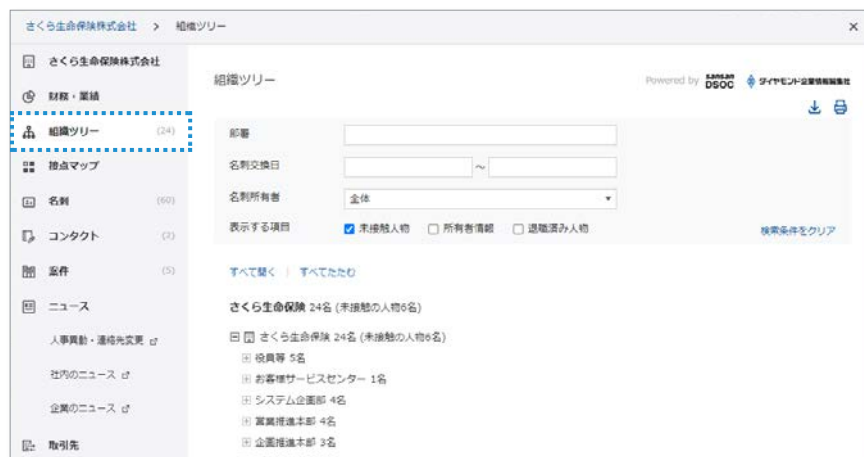 さくら生命保険株式会社 > 組織ツリー ×
さくら生命保険株式会社
財務・業績
組織ツリー (24)
接点マップ
名刺 (60)
コンタクト (2)
案件 (5)
ニュース
人事異動・連絡先変更
社内のニュース
企業のニュース
取引先
組織ツリー
Powered by sansan DSOC ダイヤモンド企業情報編集社
部署
名刺交換日 ～
名刺所有者 全体
表示する項目 未接触人物 所有者情報 退職済み人物
検索条件をクリア
すべて開く | すべてたたむ
さくら生命保険 24名 (未接触の人物6名)
さくら生命保険 24名 (未接触の人物6名)
役員等 5名
お客様サービスセンター 1名
システム企画部 4名
営業推進本部 4名
企画推進本部 3名